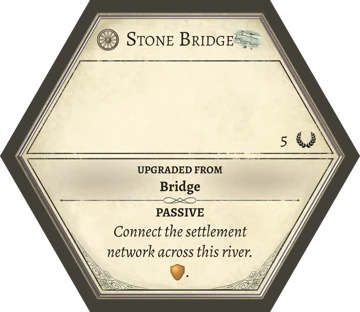 Stone Bridge
5
UPGRADED FROM
Bridge
PASSIVE
Connect the settlement
network across this river.
.